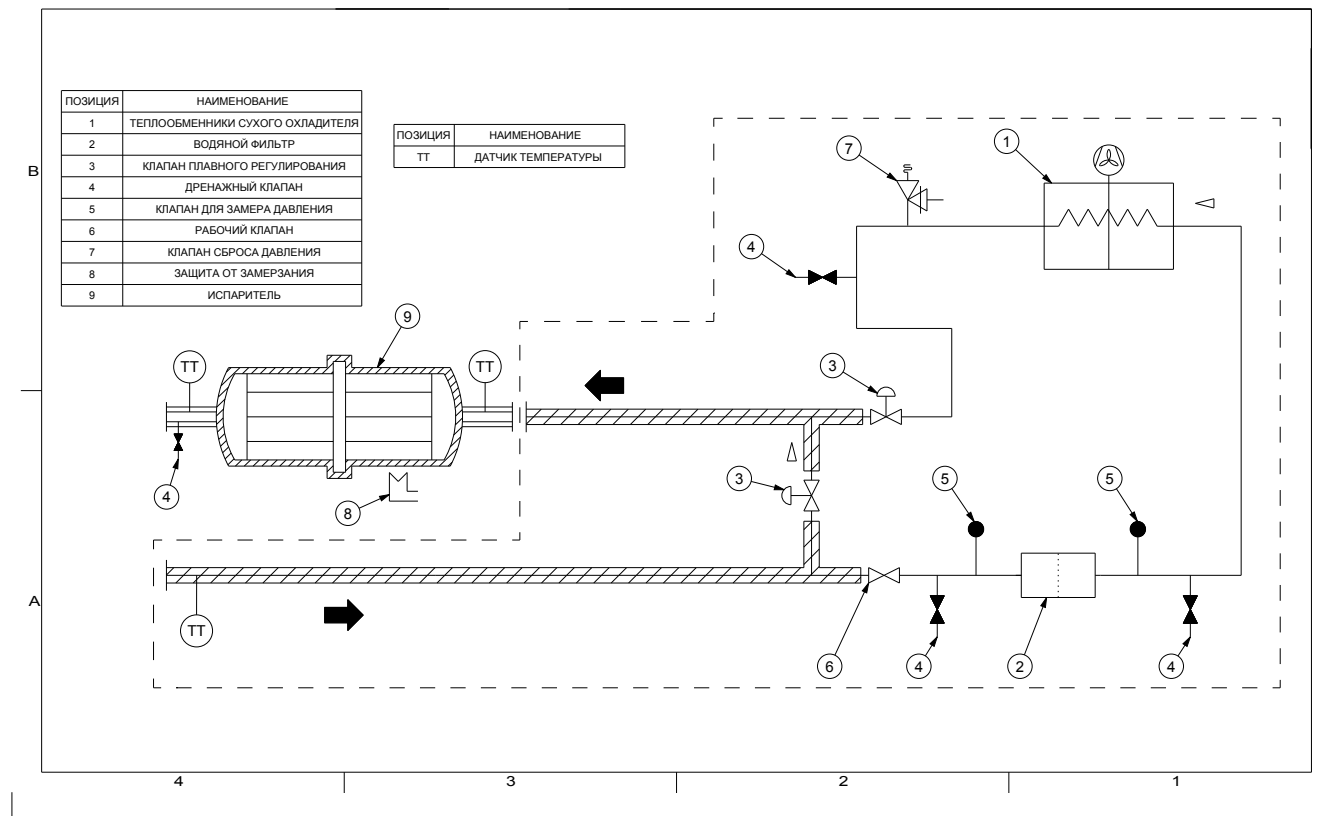 ПОЗИЦИЯ НАИМЕНОВАНИЕ
1 ТЕПЛООБМЕННИКИ СУХОГО ОХЛАДИТЕЛЯ
2 ВОДЯНОЙ ФИЛЬТР
3 КЛАПАН ПЛАВНОГО РЕГУЛИРОВАНИЯ
4 ДРЕНАЖНЫЙ КЛАПАН
5 КЛАПАН ДЛЯ ЗАМЕРА ДАВЛЕНИЯ
6 РАБОЧИЙ КЛАПАН
7 КЛАПАН СБРОСА ДАВЛЕНИЯ
8 ЗАЩИТА ОТ ЗАМЕРЗАНИЯ
9 ИСПАРИТЕЛЬ
ПОЗИЦИЯ НАИМЕНОВАНИЕ
TT ДАТЧИК ТЕМПЕРАТУРЫ
B
7
1
4
9
TT
TT
3
4
8
3
5
5
A
TT
6
4
2
4
4 3 2 1